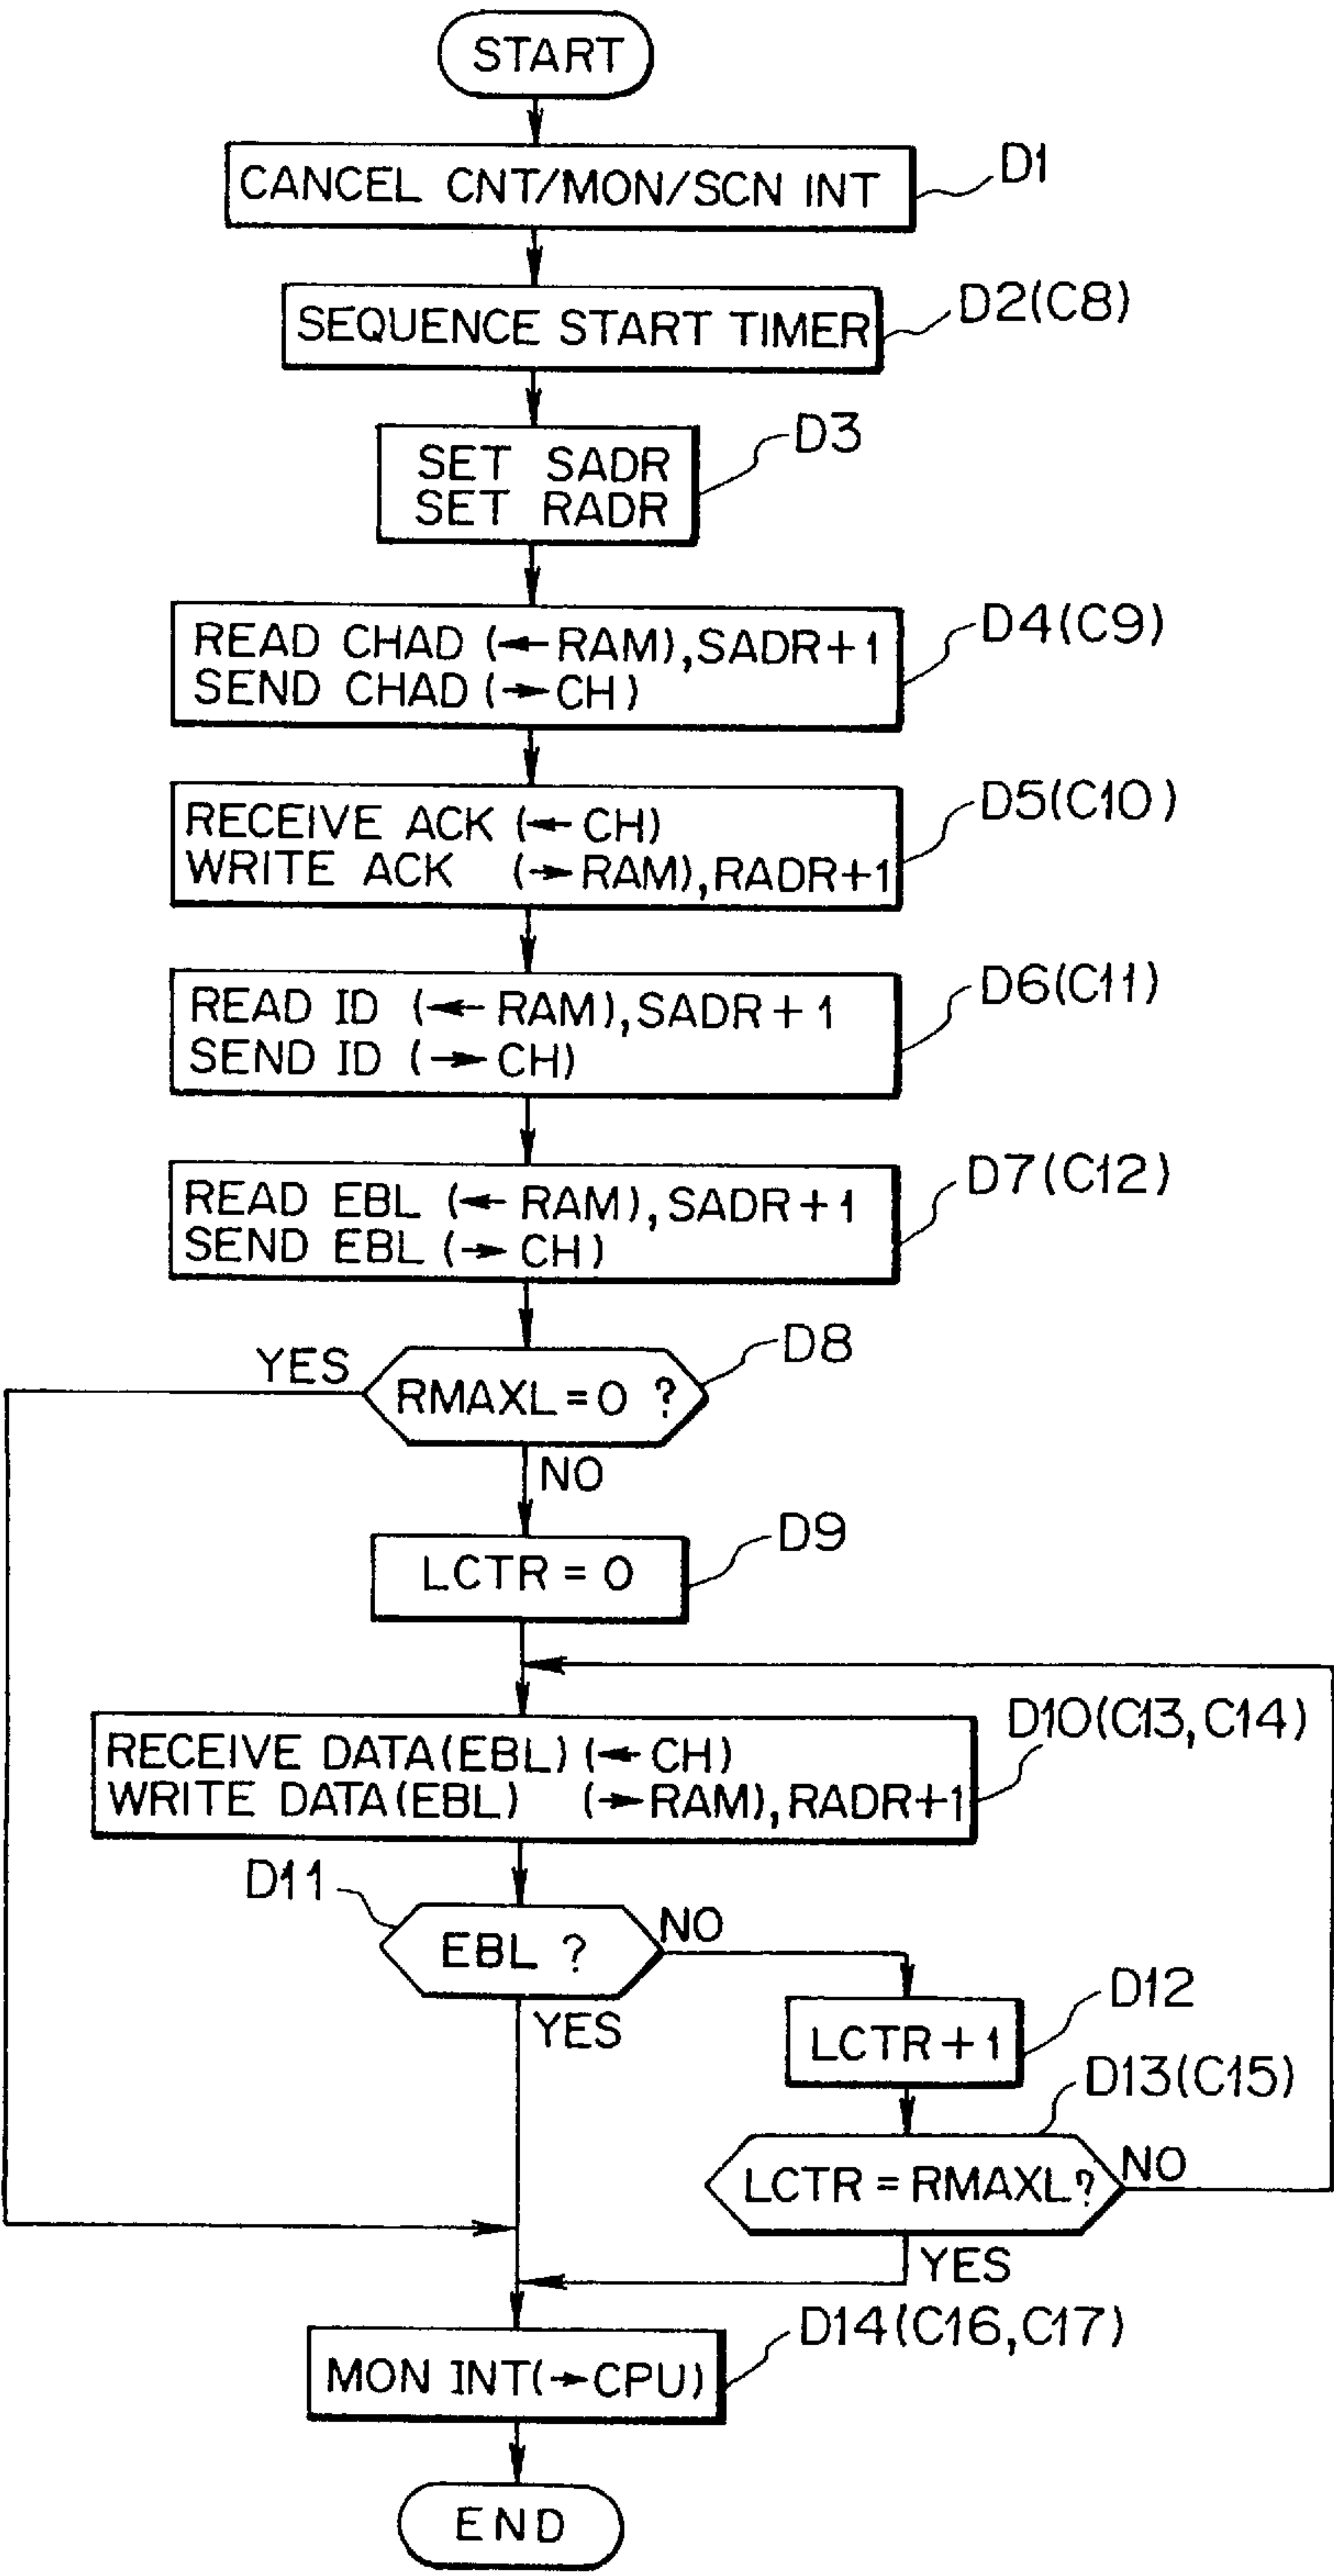 START
CANCEL CNT/MON/SCN INT
D1
SEQUENCE START TIMER
D2(C8)
SET SADR
SET RADR
D3
READ CHAD (←RAM),SADR+1
SEND CHAD (→CH)
D4(C9)
RECEIVE ACK (←CH)
WRITE ACK (→RAM),RADR+1
D5(C10)
READ ID (←RAM),SADR+1
SEND ID (→CH)
D6(C11)
READ EBL (←RAM),SADR+1
SEND EBL (→CH)
D7(C12)
RMAXL=0 ?
D8
YES
NO
LCTR=0
D9
RECEIVE DATA(EBL)(←CH)
WRITE DATA(EBL) (→RAM),RADR+1
D10(C13,C14)
EBL ?
D11
NO
YES
LCTR+1
D12
LCTR=RMAXL?
D13(C15)
NO
YES
MON INT(→CPU)
D14(C16,C17)
END